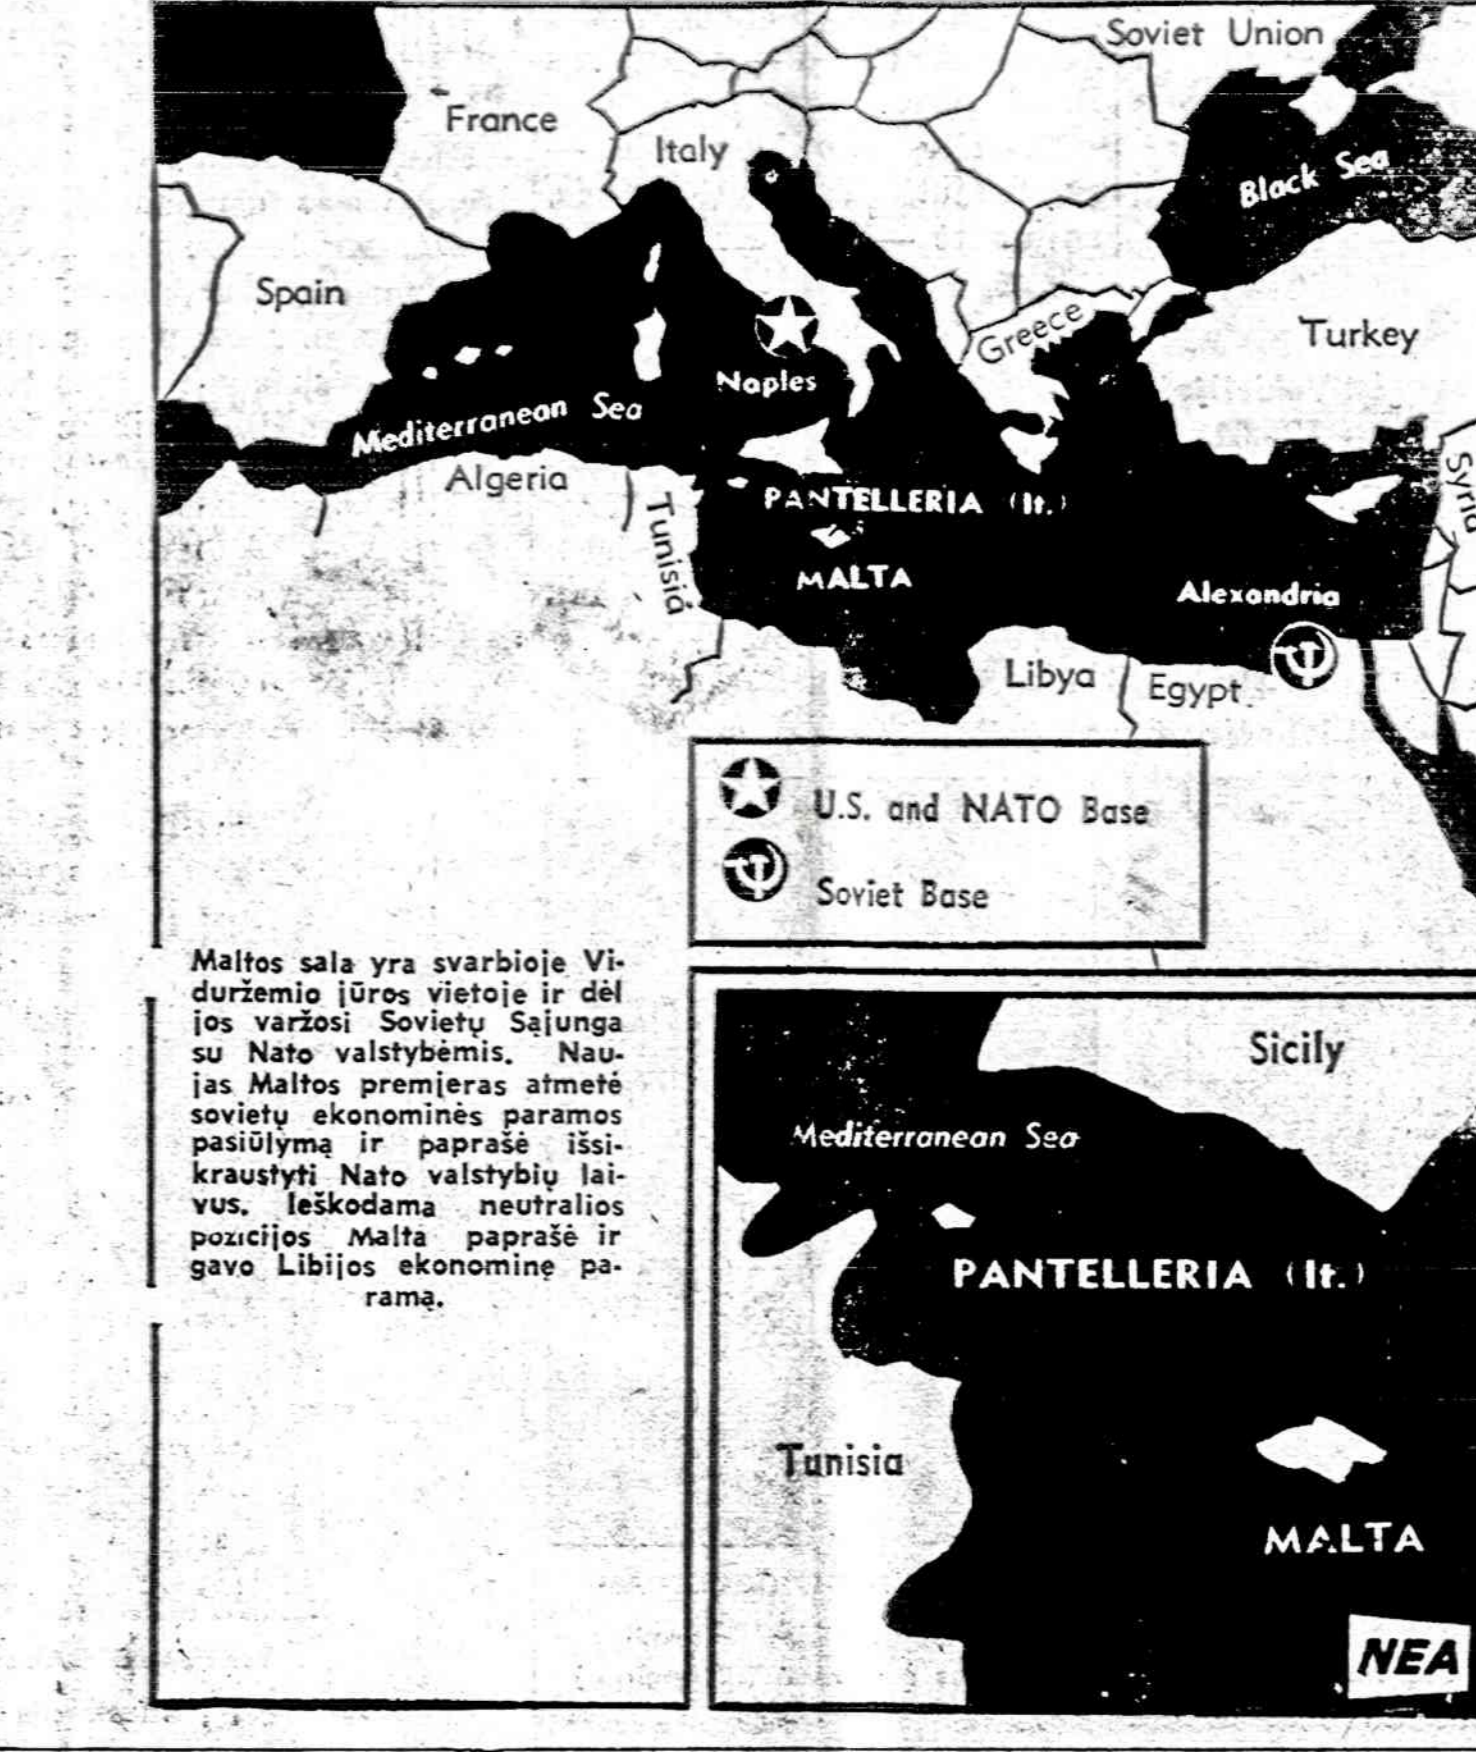 Soviet Union
France
Italy
Black Sea
Spain
Greece
Turkey
Naples
Mediterranean Sea
Algeria
Tunisia
Syria
PANTELLERIA (It.)
MALTA
Alexandria
Libya
Egypt
U.S. and NATO Base
Soviet Base
Maltos sala yra svarbioje Vi-
duržemio jūros vietoje ir dėl
jos varžosi Sovietų Sąjunga
su Nato valstybėmis. Nau-
jas Maltos premjeras atmetė
sovietų ekonominės paramos
pasiūlymą ir paprašė išsi-
kraustyti Nato valstybių lai-
vus. Ieškodama neutralios
pozicijos Malta paprašė ir
gavo Libijos ekonominę pa-
ramą.
Sicily
Mediterranean Sea
PANTELLERIA (It.)
Tunisia
MALTA
NEA